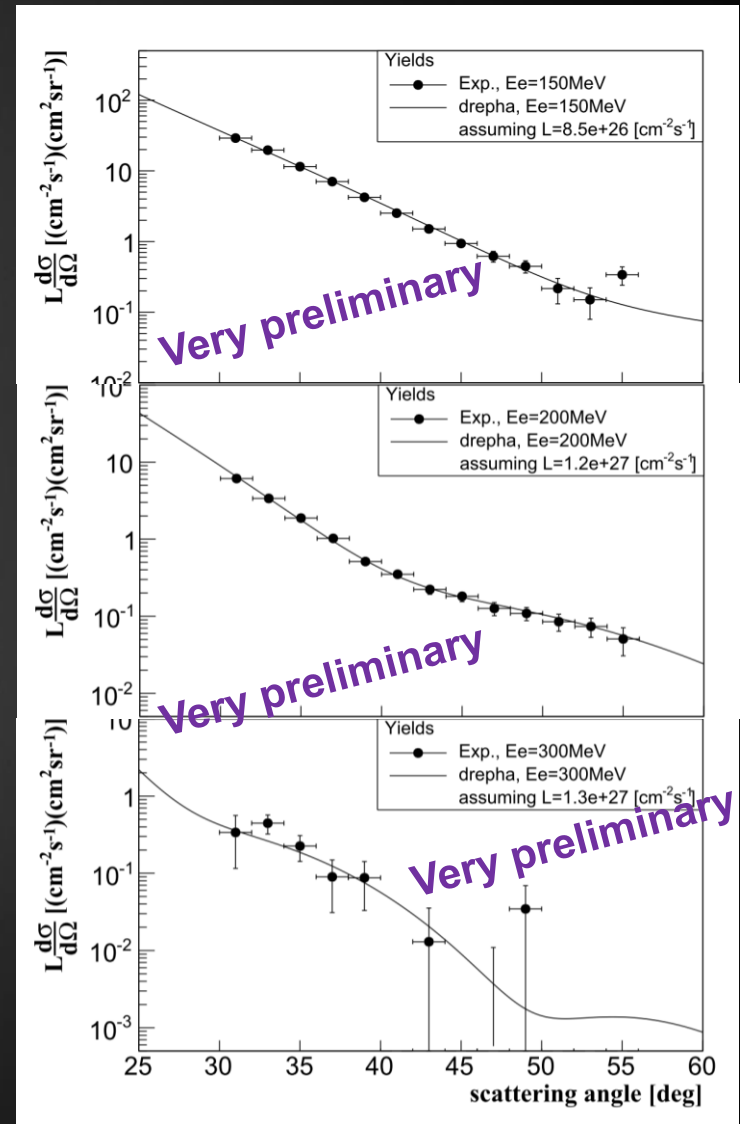 Yields
Exp., Ee=150MeV
drepha, Ee=150MeV
assuming L=8.5e+26 [cm⁻²s⁻¹]
L dσ/dΩ [(cm⁻²s⁻¹)(cm²sr⁻¹)]
10²
10
1
10⁻¹
10⁻²
Very preliminary
Yields
Exp., Ee=200MeV
drepha, Ee=200MeV
assuming L=1.2e+27 [cm⁻²s⁻¹]
L dσ/dΩ [(cm⁻²s⁻¹)(cm²sr⁻¹)]
10
1
10⁻¹
10⁻²
Very preliminary
Yields
Exp., Ee=300MeV
drepha, Ee=300MeV
assuming L=1.3e+27 [cm⁻²s⁻¹]
L dσ/dΩ [(cm⁻²s⁻¹)(cm²sr⁻¹)]
10
1
10⁻¹
10⁻²
10⁻³
Very preliminary
25 30 35 40 45 50 55 60
scattering angle [deg]